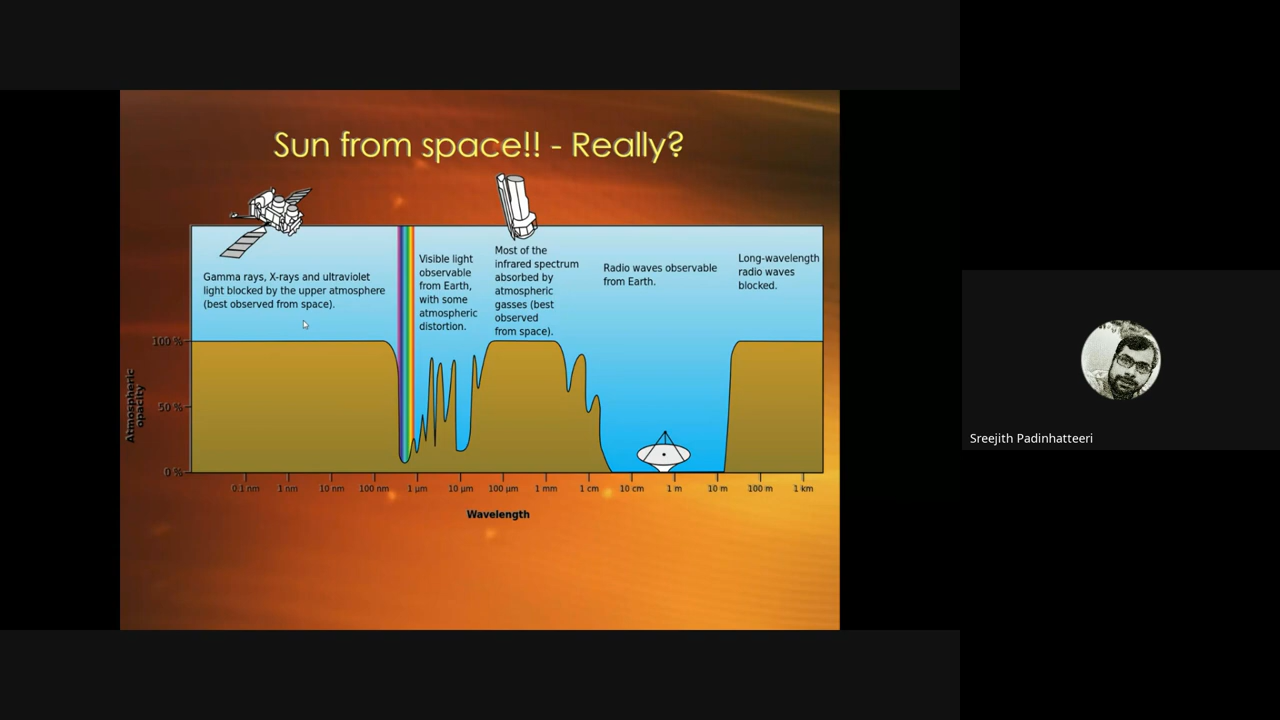 Sun from space!! - Really?
Gamma rays, X-rays and ultraviolet
light blocked by the upper atmosphere
(best observed from space).
Visible light
observable
from Earth,
with some
atmospheric
distortion.
Most of the
infrared spectrum
absorbed by
atmospheric
gasses (best
observed
from space).
Radio waves observable
from Earth.
Long-wavelength
radio waves
blocked.
Atmospheric
opacity
100 %
50 %
0 %
0.1 nm
1 nm
10 nm
100 nm
1 µm
10 µm
100 µm
1 mm
1 cm
10 cm
1 m
10 m
100 m
1 km
Wavelength
Sreejith Padinhatteeri